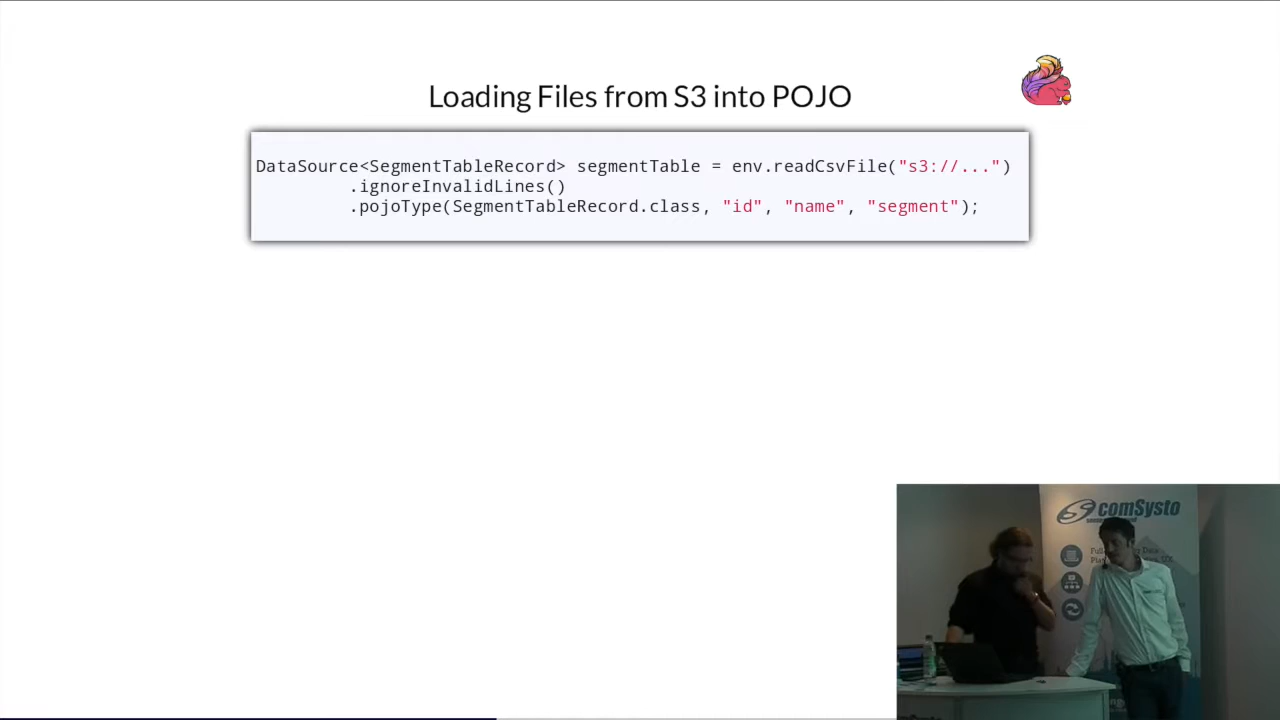 Loading Files from S3 into POJO
DataSource<SegmentTableRecord> segmentTable = env.readCsvFile("s3://...")
.ignoreInvalidLines()
.pojoType(SegmentTableRecord.class, "id", "name", "segment");
comSysto
Data